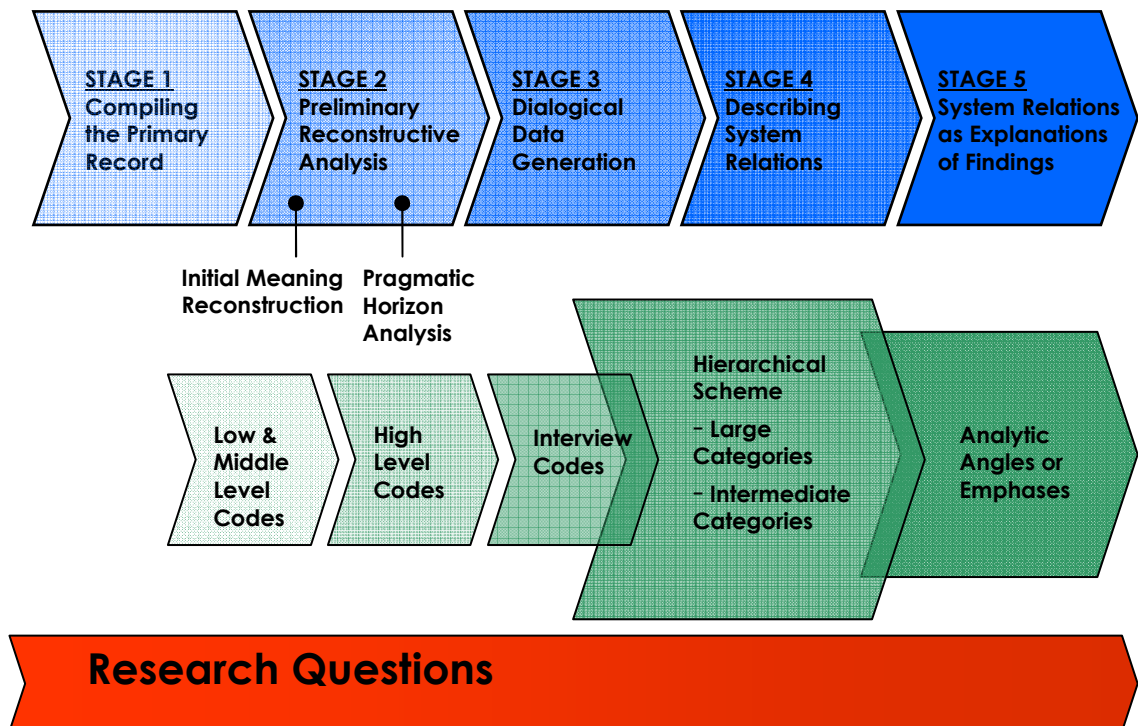 STAGE 1
Compiling
the Primary
Record
STAGE 2
Preliminary
Reconstructive
Analysis
STAGE 3
Dialogical
Data
Generation
STAGE 4
Describing
System
Relations
STAGE 5
System Relations
as Explanations
of Findings
Initial Meaning
Reconstruction
Pragmatic
Horizon
Analysis
Low &
Middle
Level
Codes
High
Level
Codes
Interview
Codes
Hierarchical
Scheme
- Large
Categories
- Intermediate
Categories
Analytic
Angles or
Emphases
Research Questions